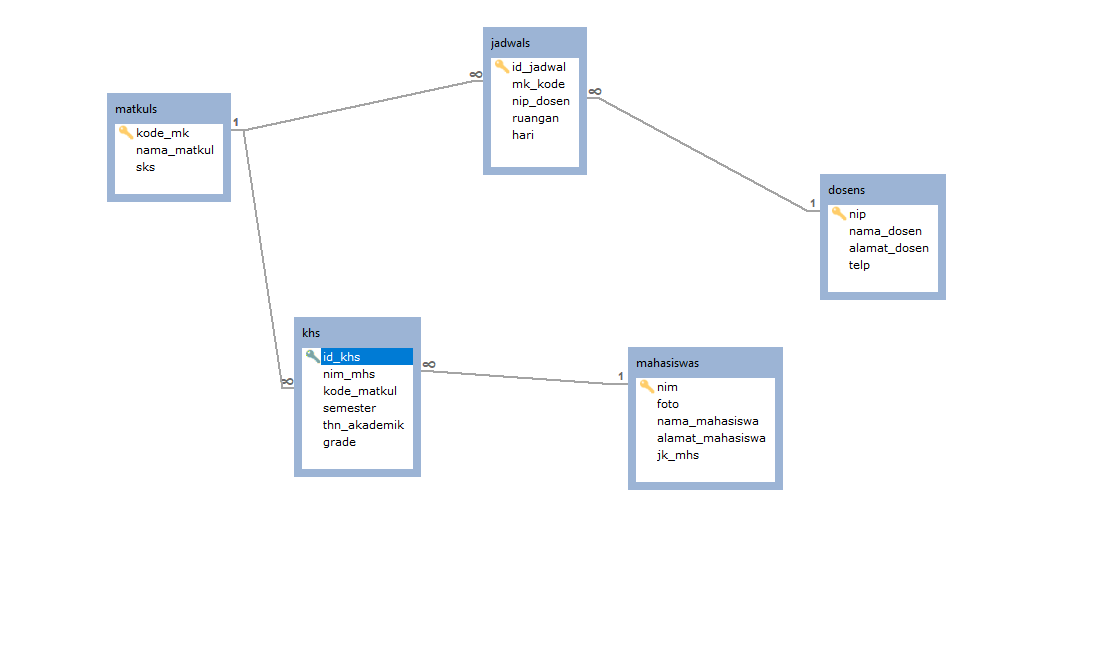 jadwals
id_jadwal
mk_kode
nip_dosen
ruangan
hari
∞
∞
matkuls
kode_mk
nama_matkul
sks
1
dosens
nip
nama_dosen
alamat_dosen
telp
1
khs
id_khs
nim_mhs
kode_matkul
semester
thn_akademik
grade
∞
∞
mahasiswas
nim
foto
nama_mahasiswa
alamat_mahasiswa
jk_mhs
1